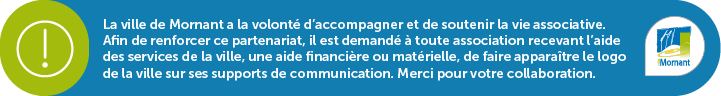 La ville de Mornant a la volonté d’accompagner et de soutenir la vie associative.
Afin de renforcer ce partenariat, il est demandé à toute association recevant l’aide
des services de la ville, une aide financière ou matérielle, de faire apparaître le logo
de la ville sur ses supports de communication. Merci pour votre collaboration.
Mornant